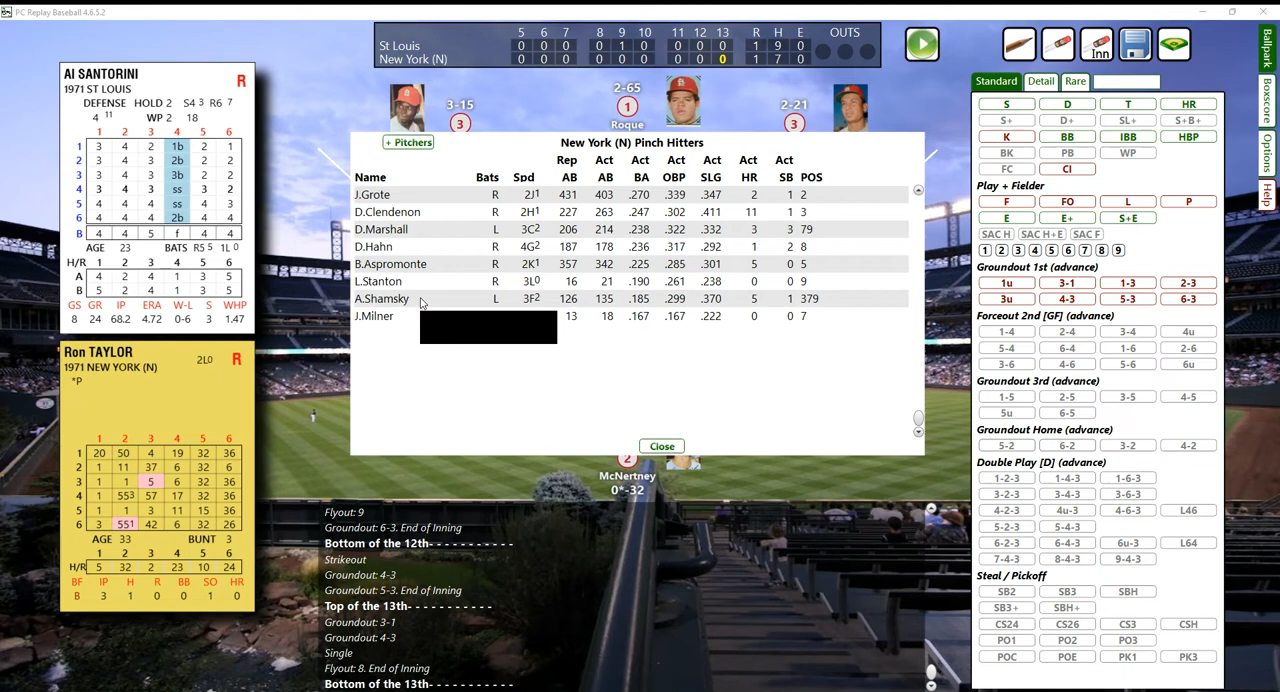 PC Replay Baseball 4.6.5.2
5 6 7 8 9 10 11 12 13 R H E OUTS
St Louis 0 0 0 0 1 0 0 0 0 1 9 0
New York (N) 0 0 0 0 0 0 0 0 0 1 7 0
Inn
Ballpark
Boxscore
Options
Help
AI SANTORINI R
1971 ST LOUIS
DEFENSE HOLD 2 S4 3 R6 7
4 11 WP 2 18
1 2 3 4 5 6
1 3 4 3 1b 2 1
2 3 4 3 2b 2 2
3 3 4 3 3b 2 2
4 3 4 3 ss 3 2
5 4 4 4 ss 4 3
6 4 4 4 2b 4 4
B 4 4 5 f 4 4
AGE 23 BATS R5 5 1L 0
H/R 1 2 3 4 5 6
A 4 2 4 1 3 5
B 5 2 4 1 3 5
GS GR IP ERA W-L S WHP
8 24 68.2 4.72 0-6 3 1.47
Ron TAYLOR 2L0 R
1971 NEW YORK (N)
*P
1 2 3 4 5 6
1 20 50 4 19 32 36
2 1 11 37 6 32 6
3 1 1 5 6 32 36
4 1 553 57 17 32 36
5 1 1 3 11 15 36
6 3 551 42 6 32 26
AGE 33 BUNT 3
1 2 3 4 5 6
H/R 5 32 2 23 10 24
BF IP H R BB SO HR
B 3 1 0 0 1 0
3-15
3
2-65
1
Roque
2-21
3
+ Pitchers
New York (N) Pinch Hitters
Rep Act Act Act Act Act Act
Name Bats Spd AB AB BA OBP SLG HR SB POS
J.Grote R 2J1 431 403 .270 .339 .347 2 1 2
D.Clendenon R 2H1 227 263 .247 .302 .411 11 1 3
D.Marshall L 3C2 206 214 .238 .322 .332 3 3 79
D.Hahn R 4G2 187 178 .236 .317 .292 1 2 8
B.Aspromonte R 2K1 357 342 .225 .285 .301 5 0 5
L.Stanton R 3L0 16 21 .190 .261 .238 0 0 9
A.Shamsky L 3F2 126 135 .185 .299 .370 5 1 379
J.Milner 13 18 .167 .167 .222 0 0 7
Close
2
McNertney
0*-32
Flyout: 9
Groundout: 6-3. End of Inning
Bottom of the 12th- - - - - - - - - - -
Strikeout
Groundout: 4-3
Groundout: 5-3. End of Inning
Top of the 13th- - - - - - - - - - -
Groundout: 3-1
Groundout: 4-3
Single
Flyout: 8. End of Inning
Bottom of the 13th- - - - - - - - - - -
Standard Detail Rare
S D T HR
S+ D+ SL+ S+B+
K BB IBB HBP
BK PB WP
FC CI
Play + Fielder
F FO L P
E E+ S+E
SAC H SAC H+E SAC F
1 2 3 4 5 6 7 8 9
Groundout 1st (advance)
1u 3-1 1-3 2-3
3u 4-3 5-3 6-3
Forceout 2nd [GF] (advance)
1-4 2-4 3-4 4u
5-4 6-4 1-6 2-6
3-6 4-6 5-6 6u
Groundout 3rd (advance)
1-5 2-5 3-5 4-5
5u 6-5
Groundout Home (advance)
5-2 6-2 3-2 4-2
Double Play [D] (advance)
1-2-3 1-4-3 1-6-3
3-2-3 3-4-3 3-6-3
4-2-3 4u-3 4-6-3 L46
5-2-3 5-4-3
6-2-3 6-4-3 6u-3 L64
7-4-3 8-4-3 9-4-3
Steal / Pickoff
SB2 SB3 SBH
SB3+ SBH+
CS24 CS26 CS3 CSH
PO1 PO2 PO3
POC POE PK1 PK3